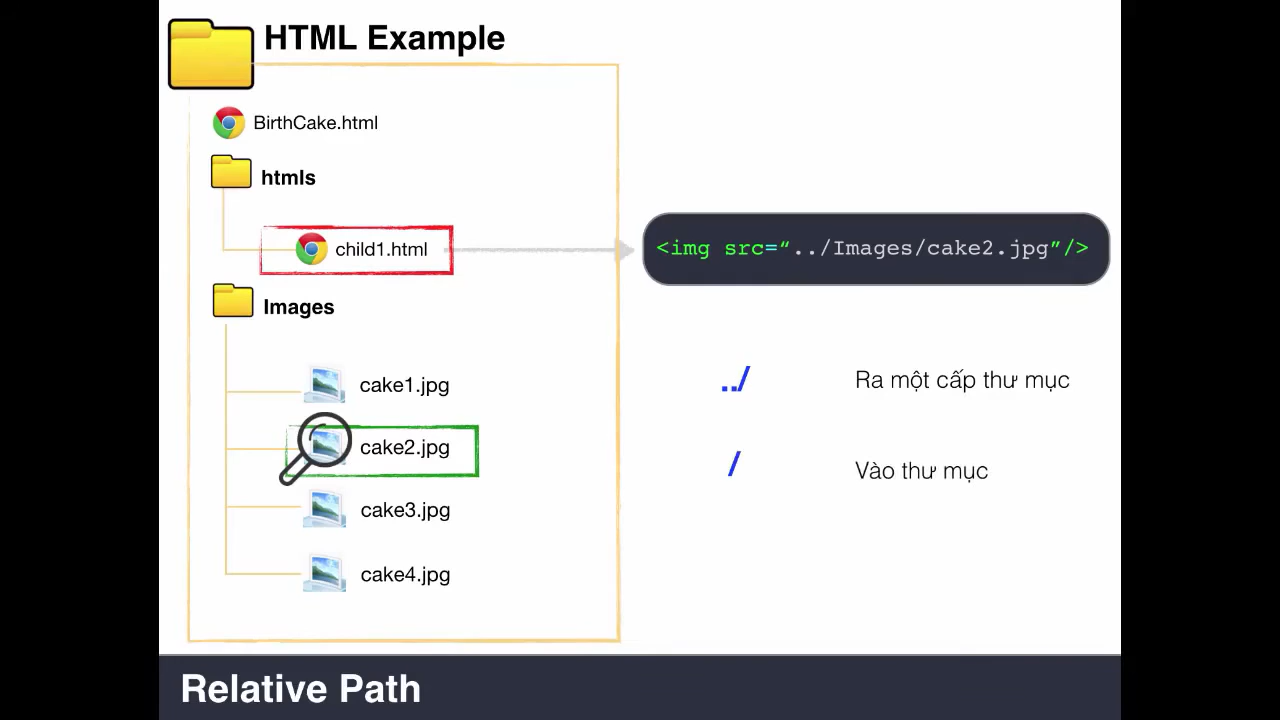 HTML Example
BirthCake.html
htmls
child1.html
<img src=“../Images/cake2.jpg”/>
Images
cake1.jpg
../ Ra một cấp thư mục
cake2.jpg
/ Vào thư mục
cake3.jpg
cake4.jpg
Relative Path